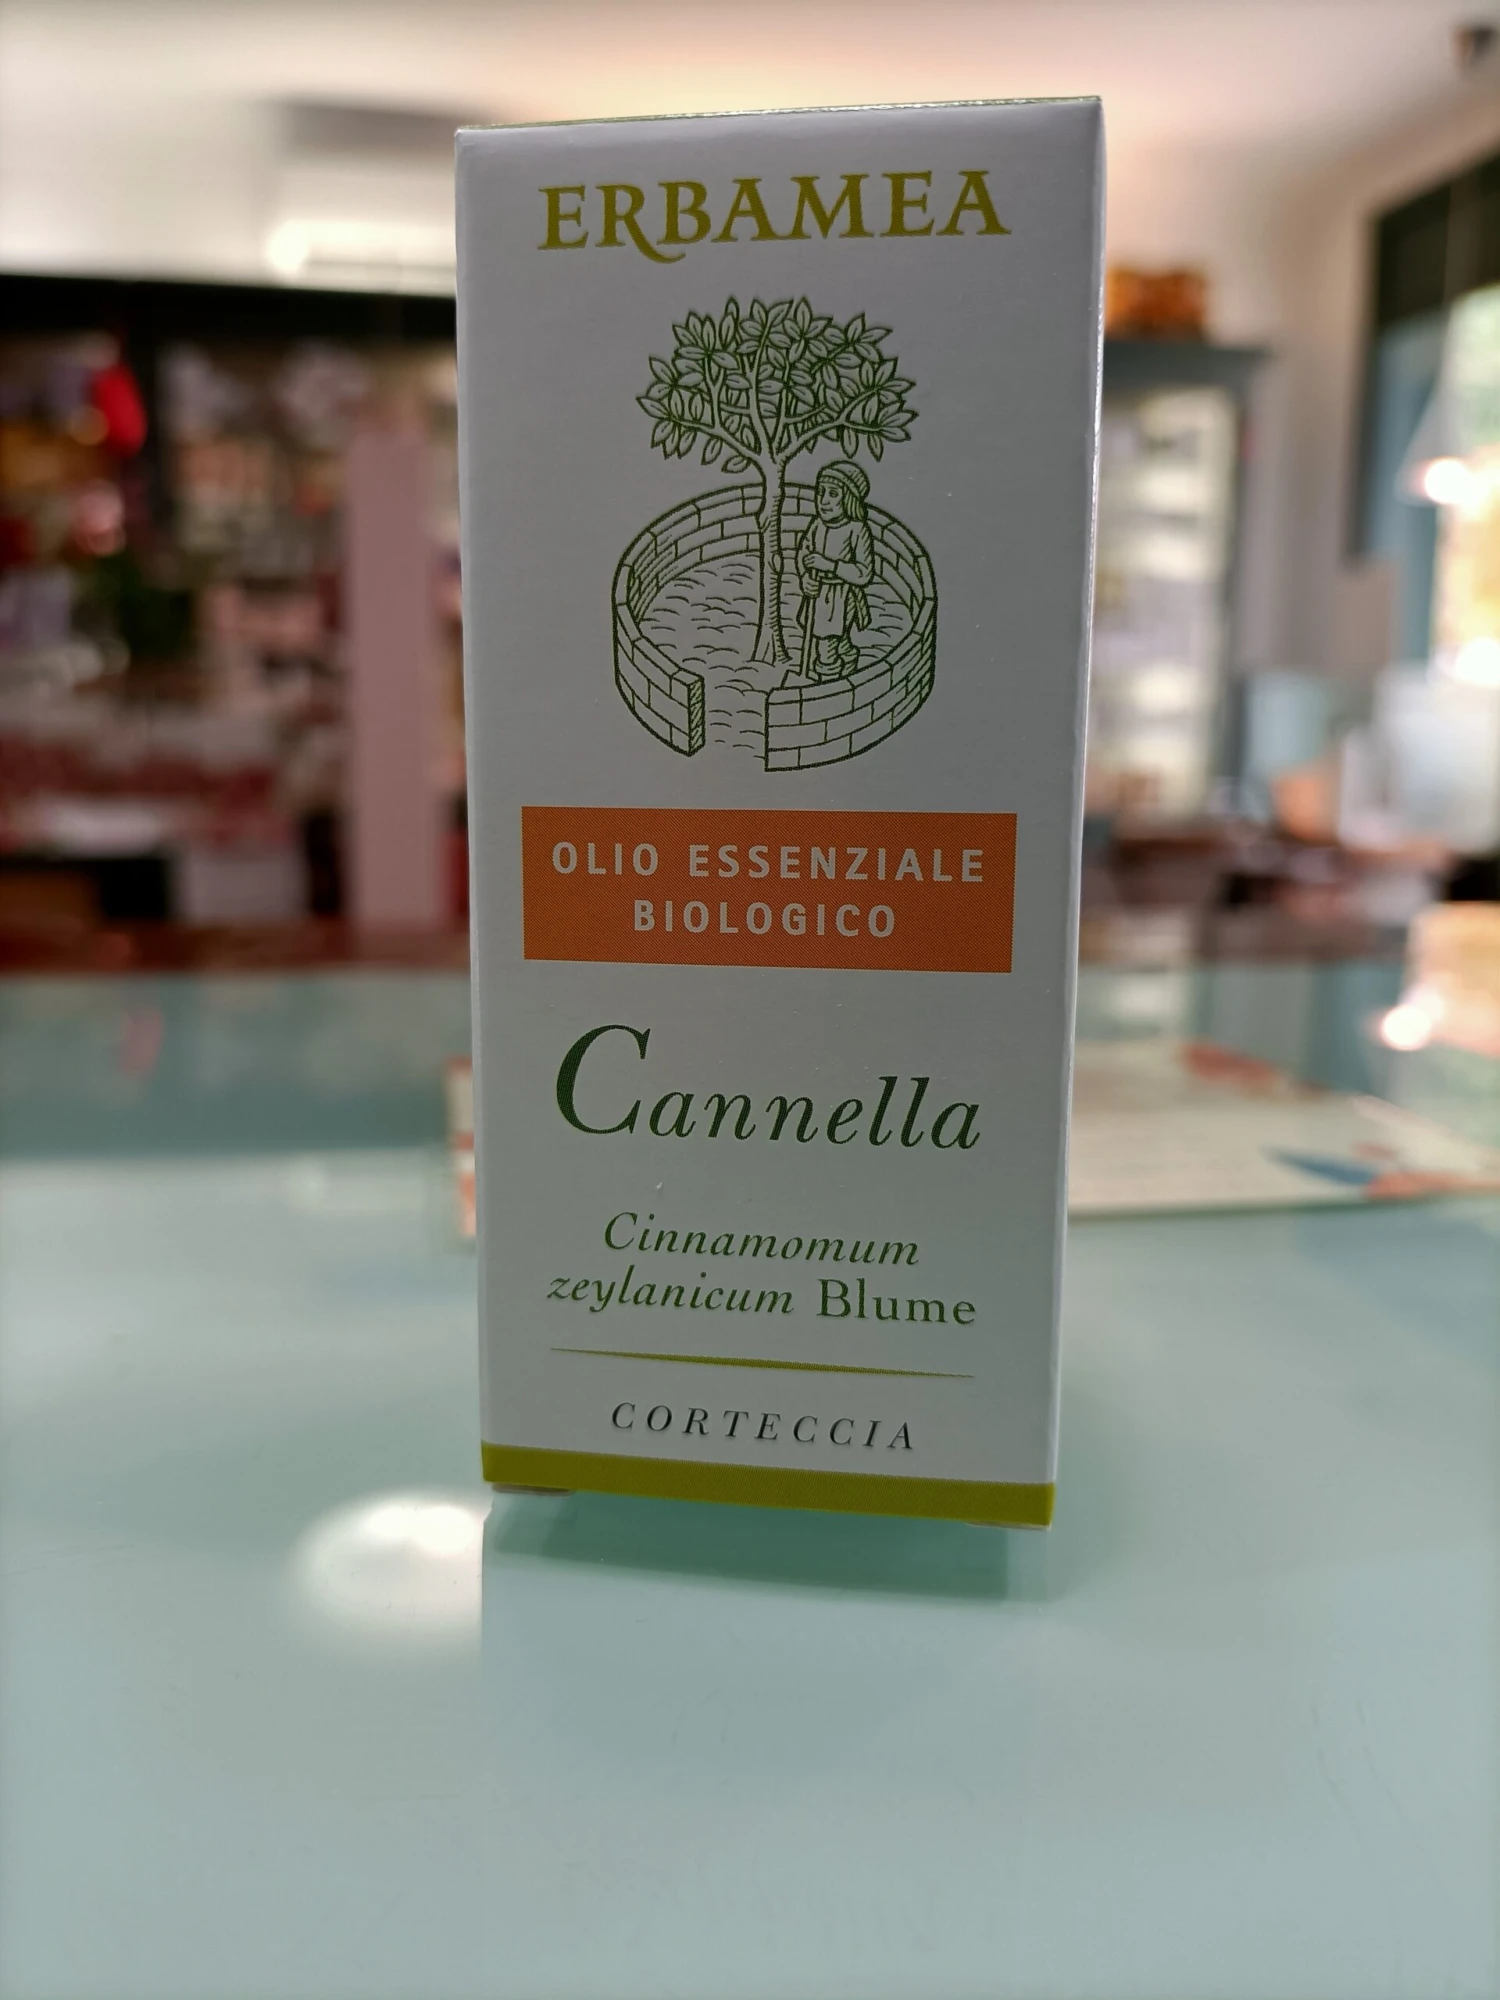 ERBAMEA
OLIO ESSENZIALE
BIOLOGICO
Cannella
Cinnamomum
zeylanicum Blume
CORTECCIA